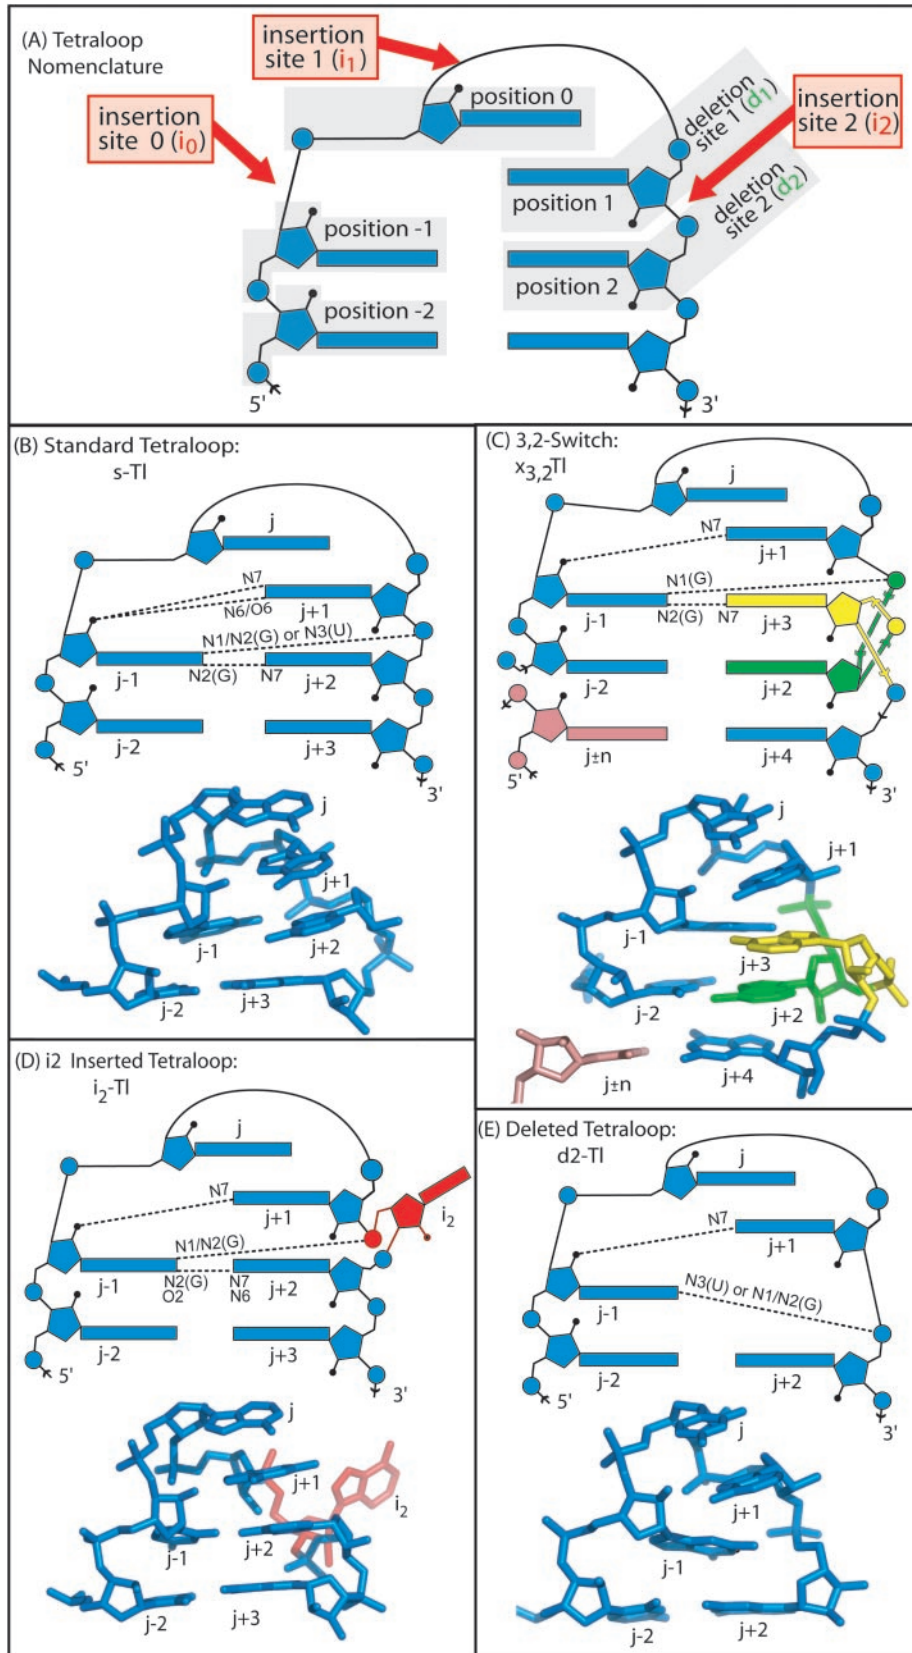 (A) Tetraloop
Nomenclature
insertion
site 1 (i1)
insertion
site 0 (i0)
position 0
deletion
site 1 (d1)
insertion
site 2 (i2)
position 1
deletion
site 2 (d2)
position -1
position 2
position -2
5'
3'
(B) Standard Tetraloop:
s-Tl
j
N7
N6/O6
j+1
N1/N2(G) or N3(U)
j-1
N2(G)
N7
j+2
j-2
j+3
5'
3'
j
j+1
j-1
j+2
j-2
j+3
(C) 3,2-Switch:
x3,2Tl
j
N7
j+1
N1(G)
j-1
N2(G)
N7
j+3
j-2
j+2
j±n
j+4
5'
3'
j
j+1
j-1
j+3
j-2
j+2
j±n
j+4
(D) i2 Inserted Tetraloop:
i2-Tl
j
N7
j+1
i2
N1/N2(G)
j-1
N2(G)
O2
N7
N6
j+2
j-2
j+3
5'
3'
j
j+1
i2
j-1
j+2
j-2
j+3
(E) Deleted Tetraloop:
d2-Tl
j
N7
j+1
N3(U) or N1/N2(G)
j-1
j-2
j+2
5'
3'
j
j+1
j-1
j-2
j+2